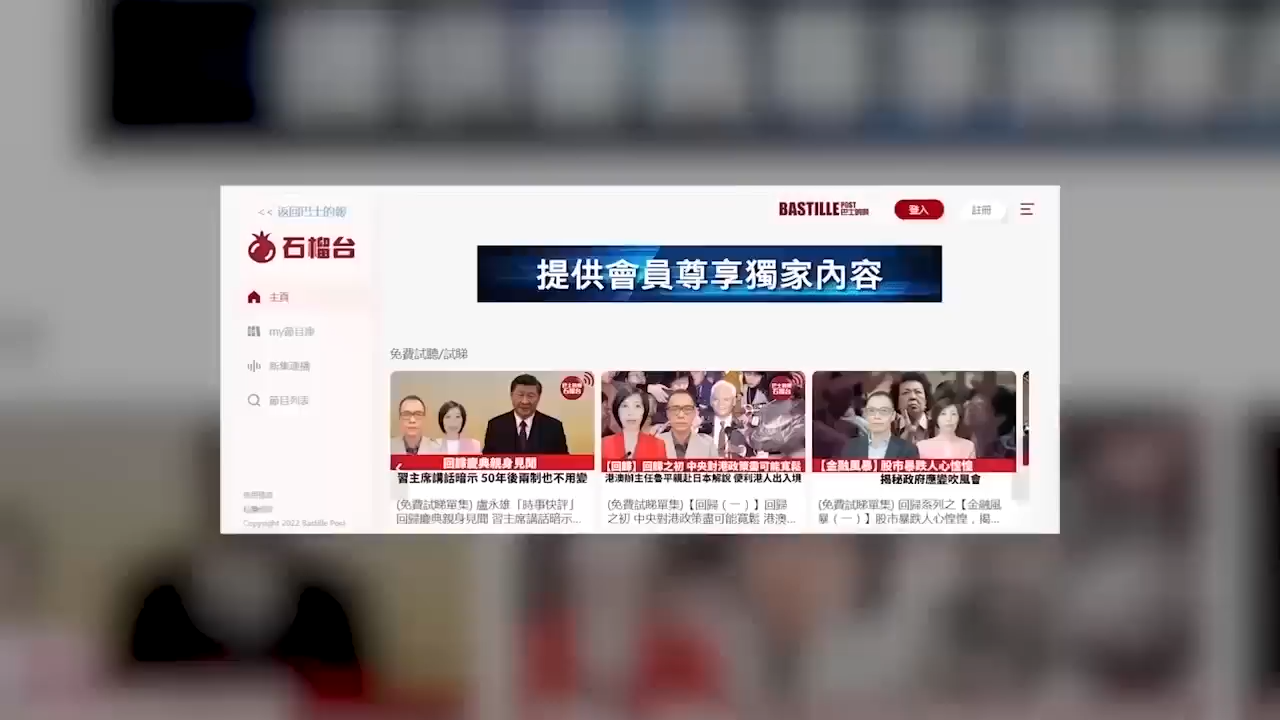 << 返回巴士的報
石榴台
主頁
my節目庫
新集連播
節目列表
Copyright 2022 Bastille Post
BASTILLE POST
巴士的報
登入
註冊
提供會員尊享獨家內容
免費試聽/試睇
回歸慶典親身見聞
習主席講話暗示 50年後兩制也不用變
(免費試睇單集) 盧永雄「時事快評」
回歸慶典親身見聞 習主席講話暗示...
【回歸】回歸之初 中央對港政策盡可能寬鬆
港澳辦主任魯平親赴日本解說 便利港人出入境
(免費試睇單集)【回歸（一）】回歸
之初 中央對港政策盡可能寬鬆 港澳...
【金融風暴】股市暴跌人心惶惶
揭秘政府應變吹風會
(免費試睇單集) 回歸系列之【金融風
暴（一）】股市暴跌人心惶惶，揭...